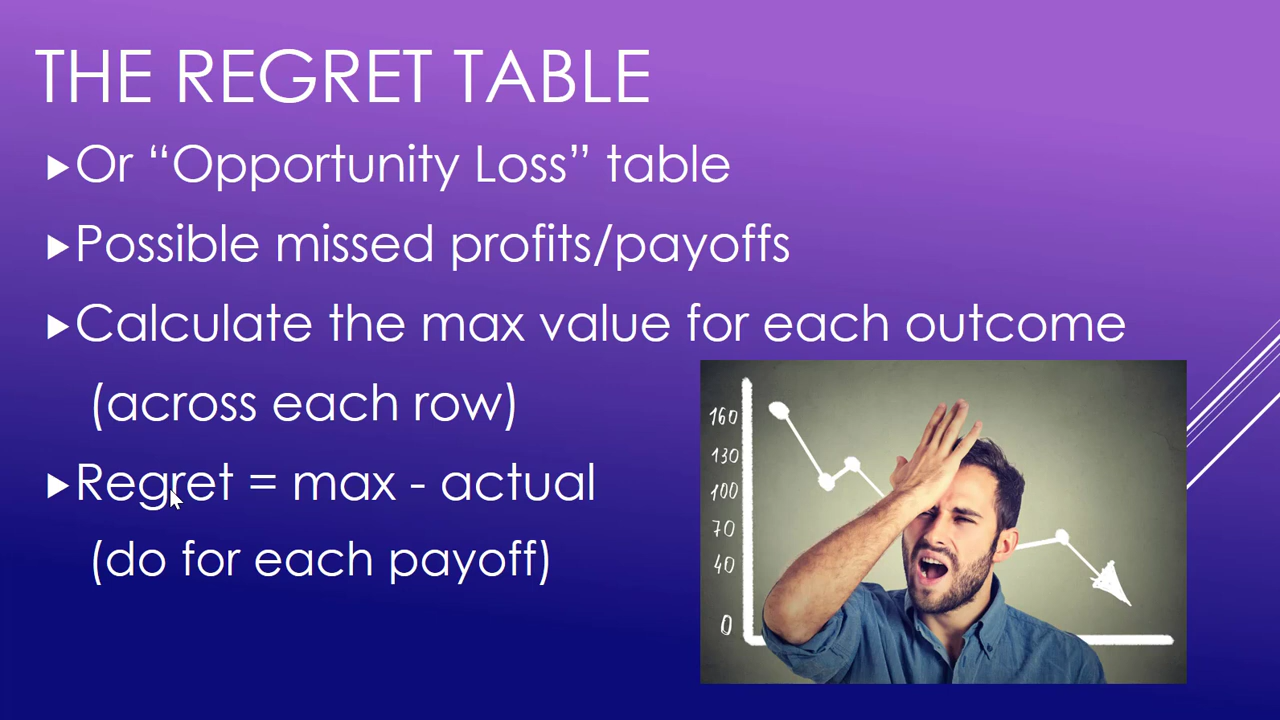 THE REGRET TABLE
Or “Opportunity Loss” table
Possible missed profits/payoffs
Calculate the max value for each outcome
(across each row)
Regret = max - actual
(do for each payoff)
160
130
100
70
40
0